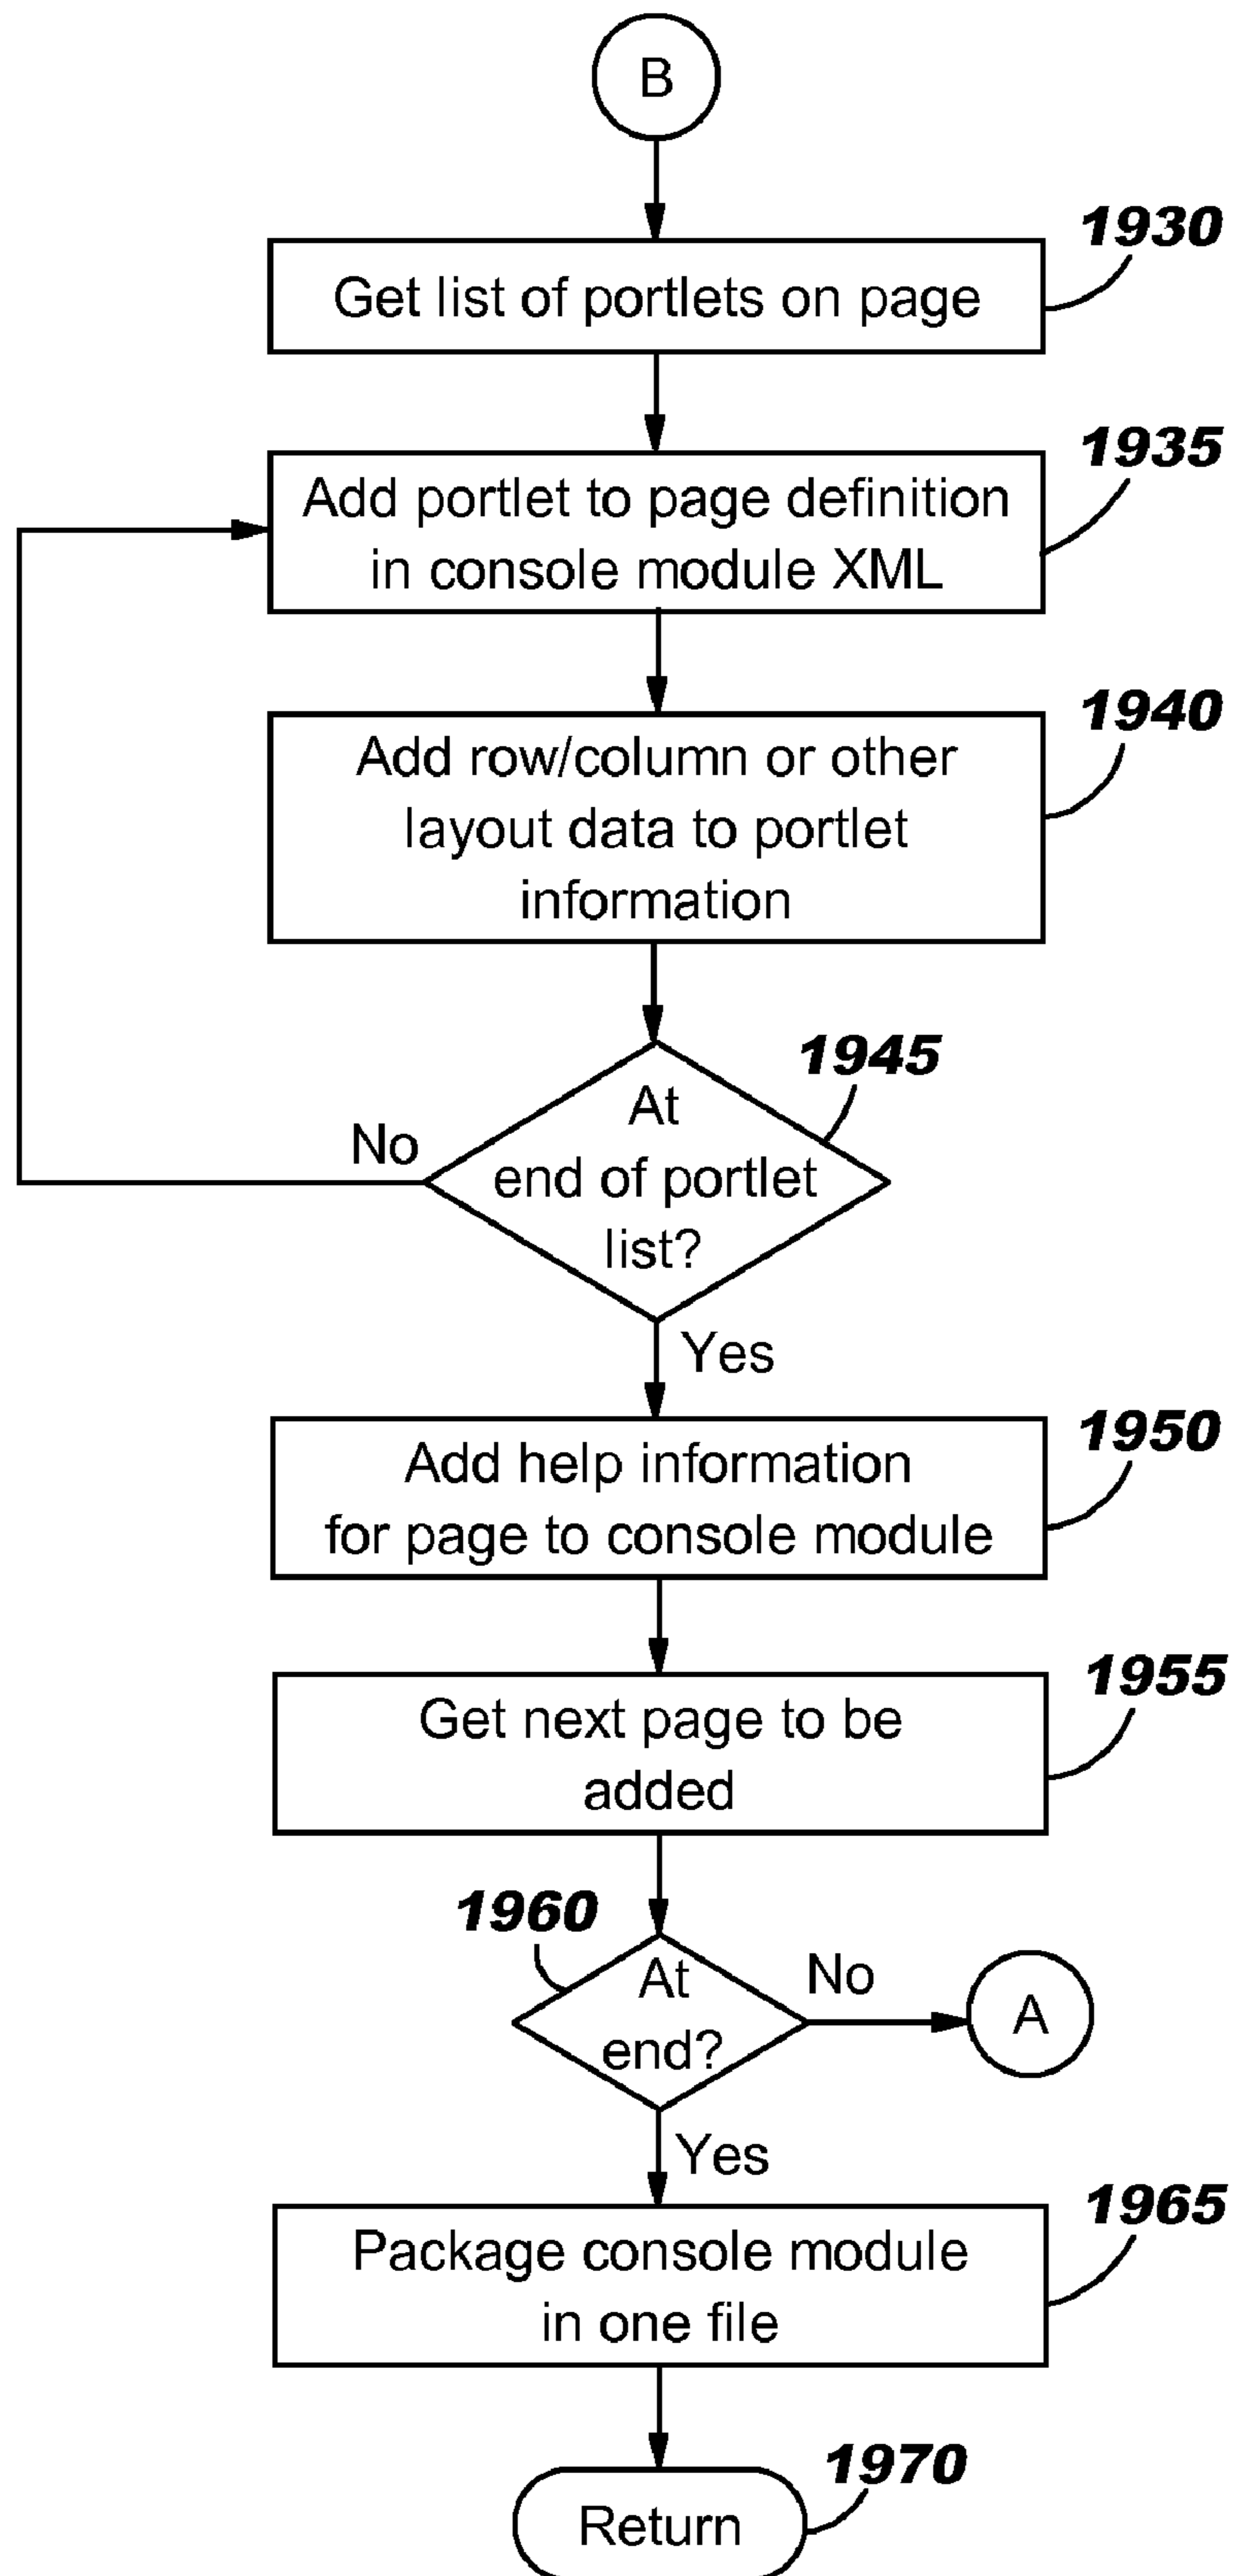 B
1930
Get list of portlets on page
1935
Add portlet to page definition
in console module XML
1940
Add row/column or other
layout data to portlet
information
1945
At
end of portlet
list?
No
Yes
1950
Add help information
for page to console module
1955
Get next page to be
added
1960
At
end?
No
A
Yes
1965
Package console module
in one file
1970
Return